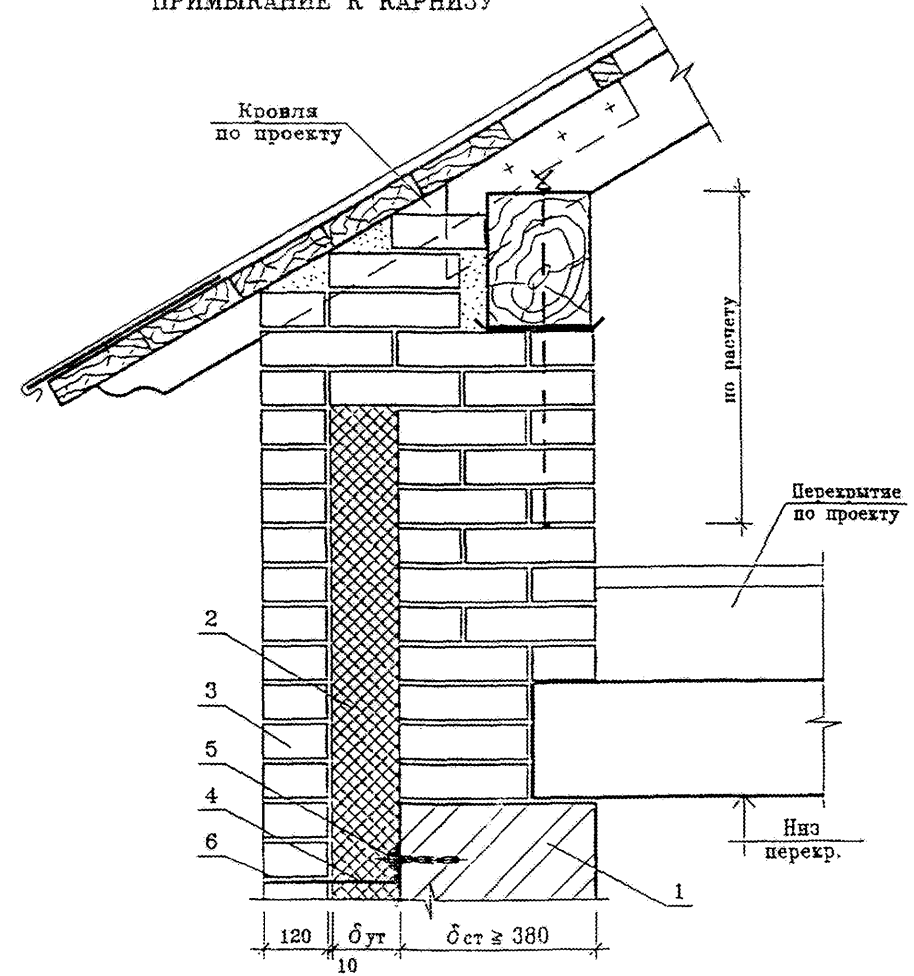 ПРИМЫКАНИЕ К КАРНИЗУ
Кровля
по проекту
по расчету
Перекрытие
по проекту
2
3
5
4
6
Низ
перекр.
1
120
δут
δст ≥ 380
10